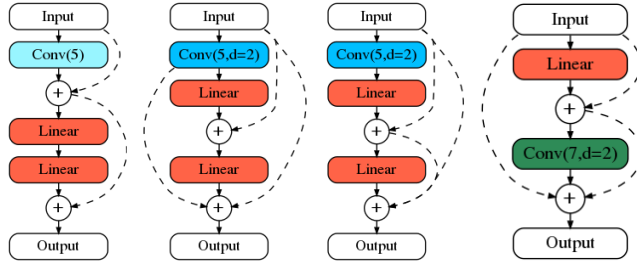 Input
Conv(5)
+
Linear
Linear
+
Output
Input
Conv(5,d=2)
Linear
+
Linear
+
Output
Input
Conv(5,d=2)
Linear
+
Linear
+
Output
Input
Linear
+
Conv(7,d=2)
+
Output